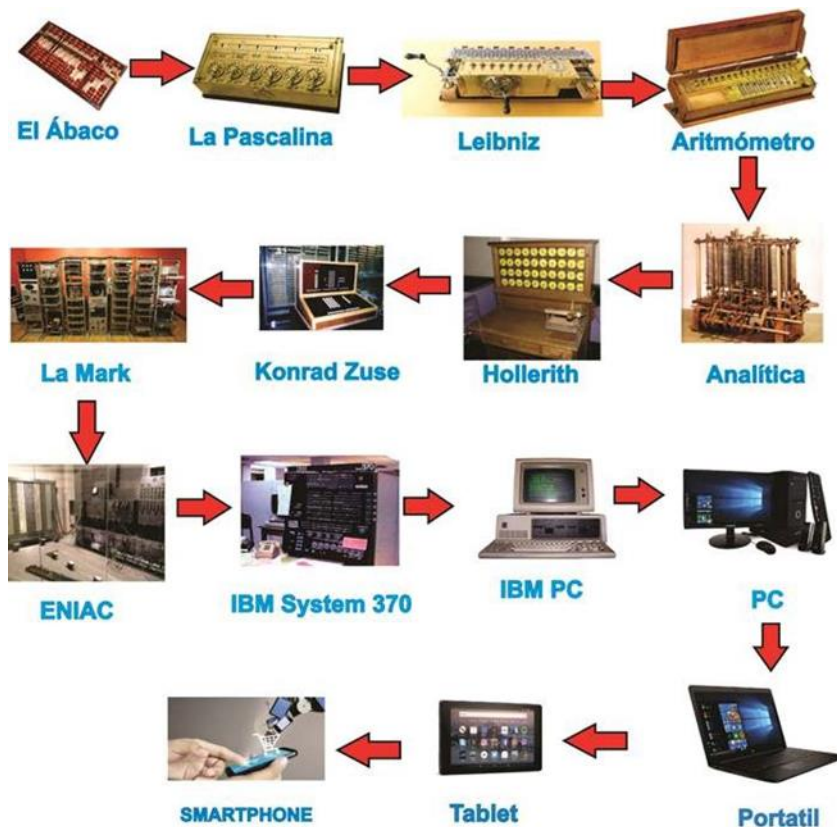 El Ábaco
La Pascalina
Leibniz
Aritmómetro
Analítica
Hollerith
Konrad Zuse
La Mark
ENIAC
IBM System 370
IBM PC
PC
Portatil
Tablet
SMARTPHONE